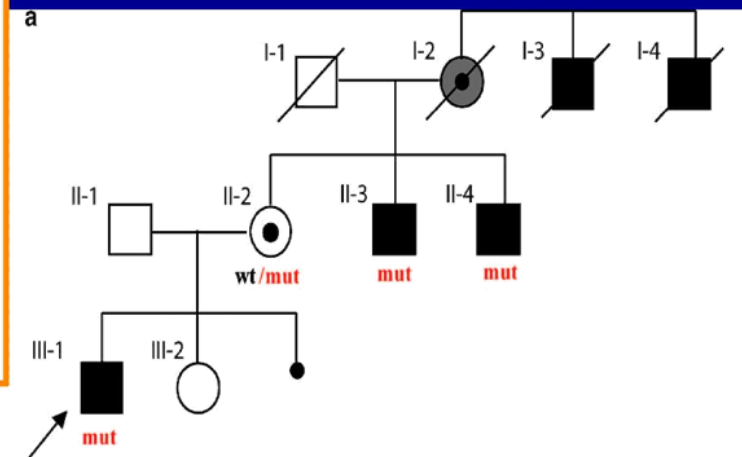 a
I-1
I-2
I-3
I-4
II-1
II-2
II-3
II-4
wt/mut
mut
mut
III-1
III-2
mut